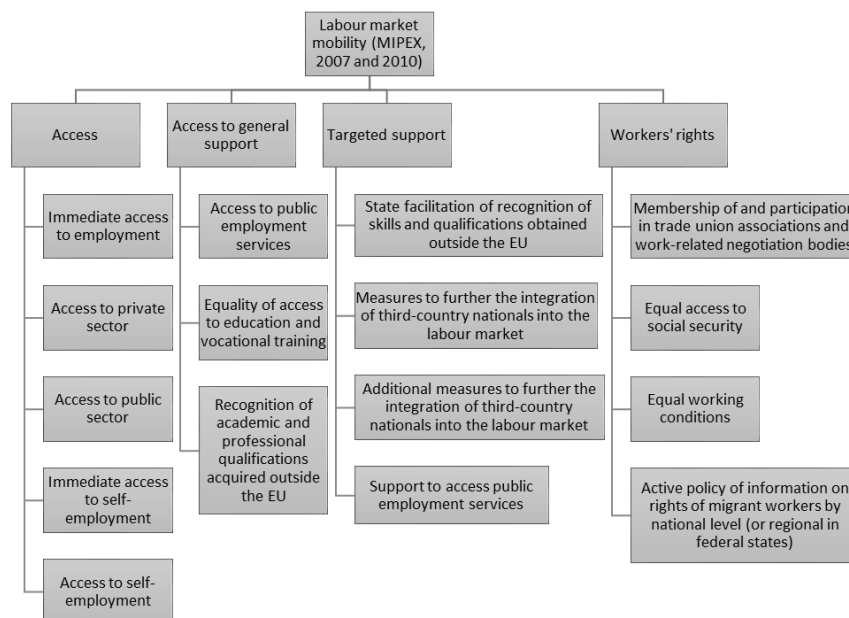 Labour market
mobility (MIPEX,
2007 and 2010)
Access
Immediate access
to employment
Access to private
sector
Access to public
sector
Immediate access
to self-
employment
Access to self-
employment
Access to general
support
Access to public
employment
services
Equality of access
to education and
vocational training
Recognition of
academic and
professional
qualifications
acquired outside
the EU
Targeted support
State facilitation of recognition of
skills and qualifications obtained
outside the EU
Measures to further the integration
of third-country nationals into the
labour market
Additional measures to further the
integration of third-country
nationals into the labour market
Support to access public
employment services
Workers' rights
Membership of and participation
in trade union associations and
work-related negotiation bodies
Equal access to
social security
Equal working
conditions
Active policy of information on
rights of migrant workers by
national level (or regional in
federal states)